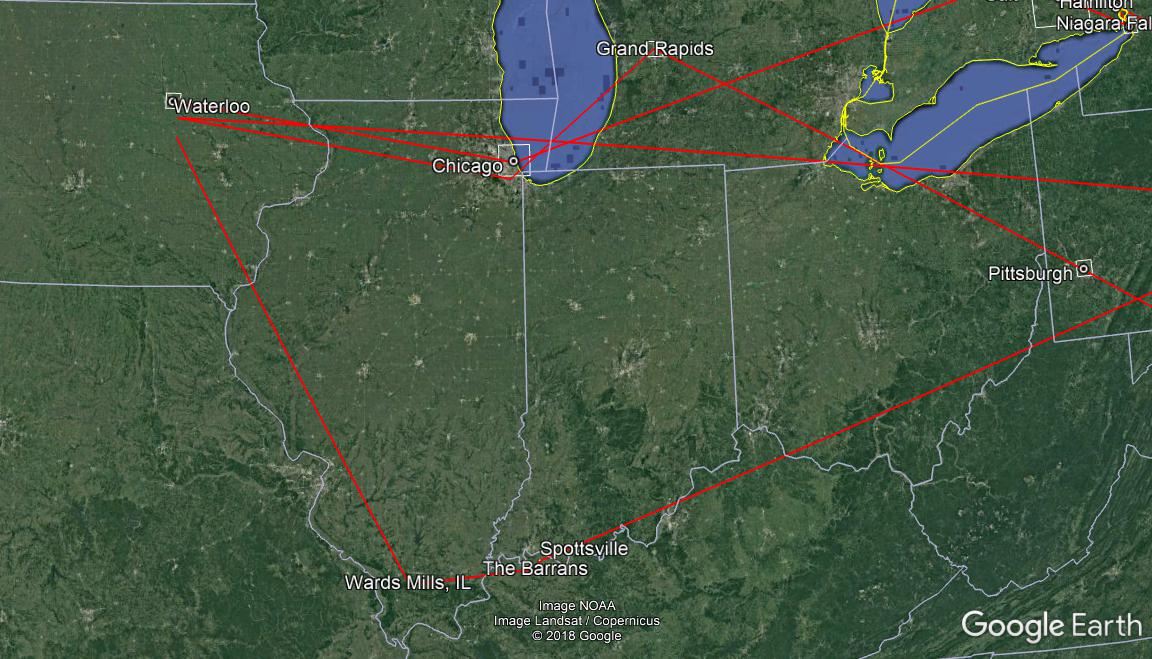 Hamilton
Niagara Fal
Grand Rapids
Waterloo
Chicago
Pittsburgh
Spottsville
The Barrans
Wards Mills, IL
Image NOAA
Image Landsat / Copernicus
© 2018 Google
Google Earth